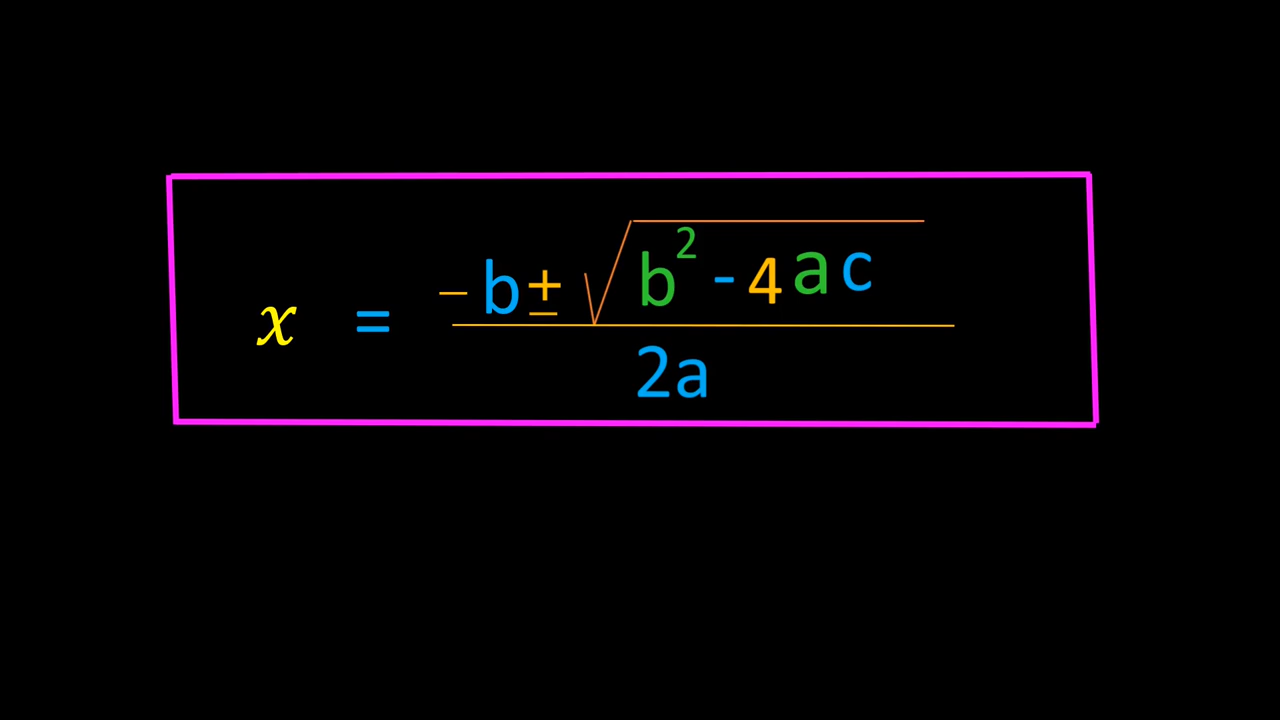 x = −b ± √(b² - 4ac) / 2a